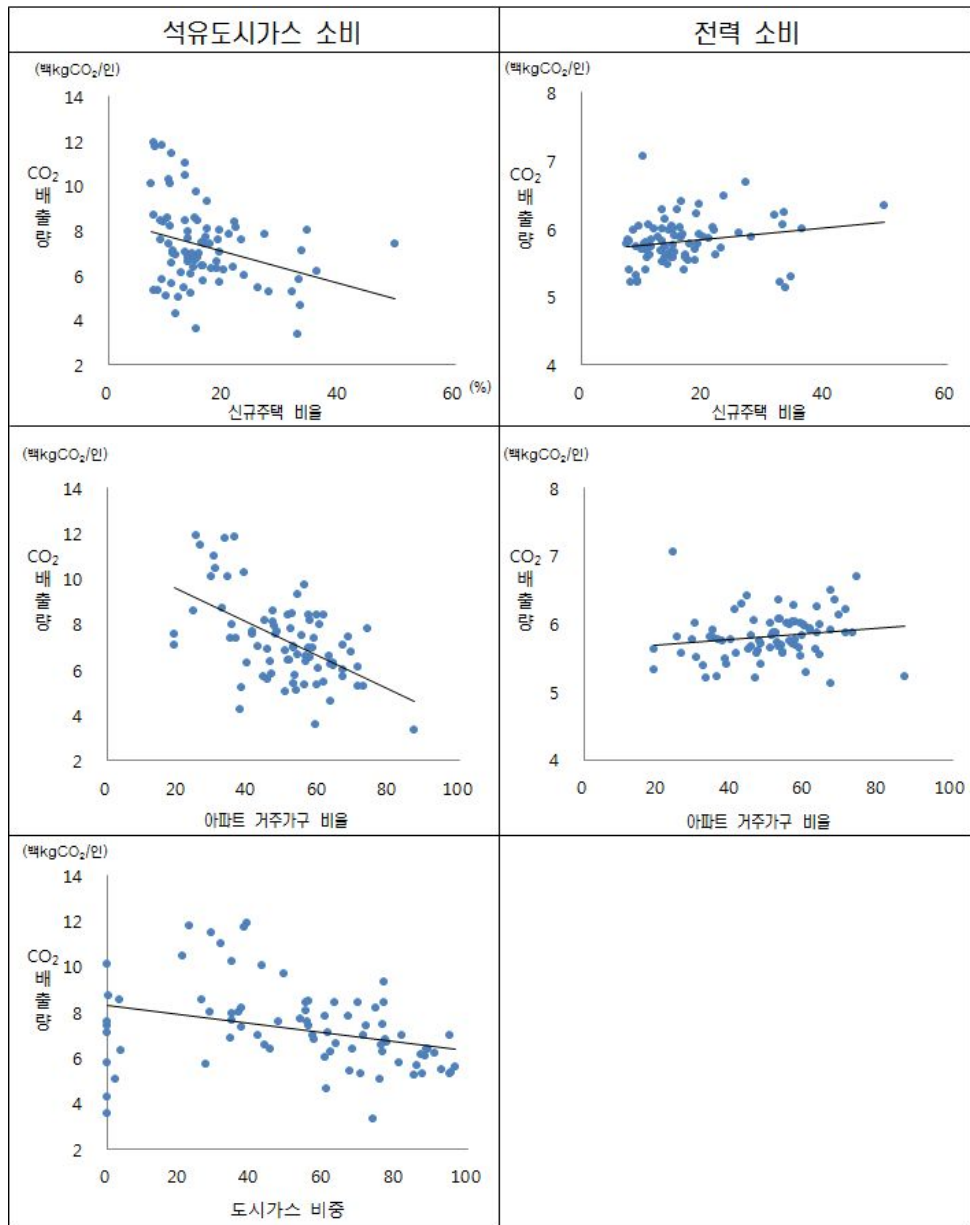 석유도시가스 소비
전력 소비
(백kgCO₂/인)
14
12
10
8
6
4
2
CO₂
배
출
량
0 20 40 60 (%)
신규주택 비율
(백kgCO₂/인)
8
7
6
5
4
CO₂
배
출
량
0 20 40 60
신규주택 비율
(백kgCO₂/인)
14
12
10
8
6
4
2
CO₂
배
출
량
0 20 40 60 80 100
아파트 거주가구 비율
(백kgCO₂/인)
8
7
6
5
4
CO₂
배
출
량
0 20 40 60 80 100
아파트 거주가구 비율
(백kgCO₂/인)
14
12
10
8
6
4
2
CO₂
배
출
량
0 20 40 60 80 100
도시가스 비중